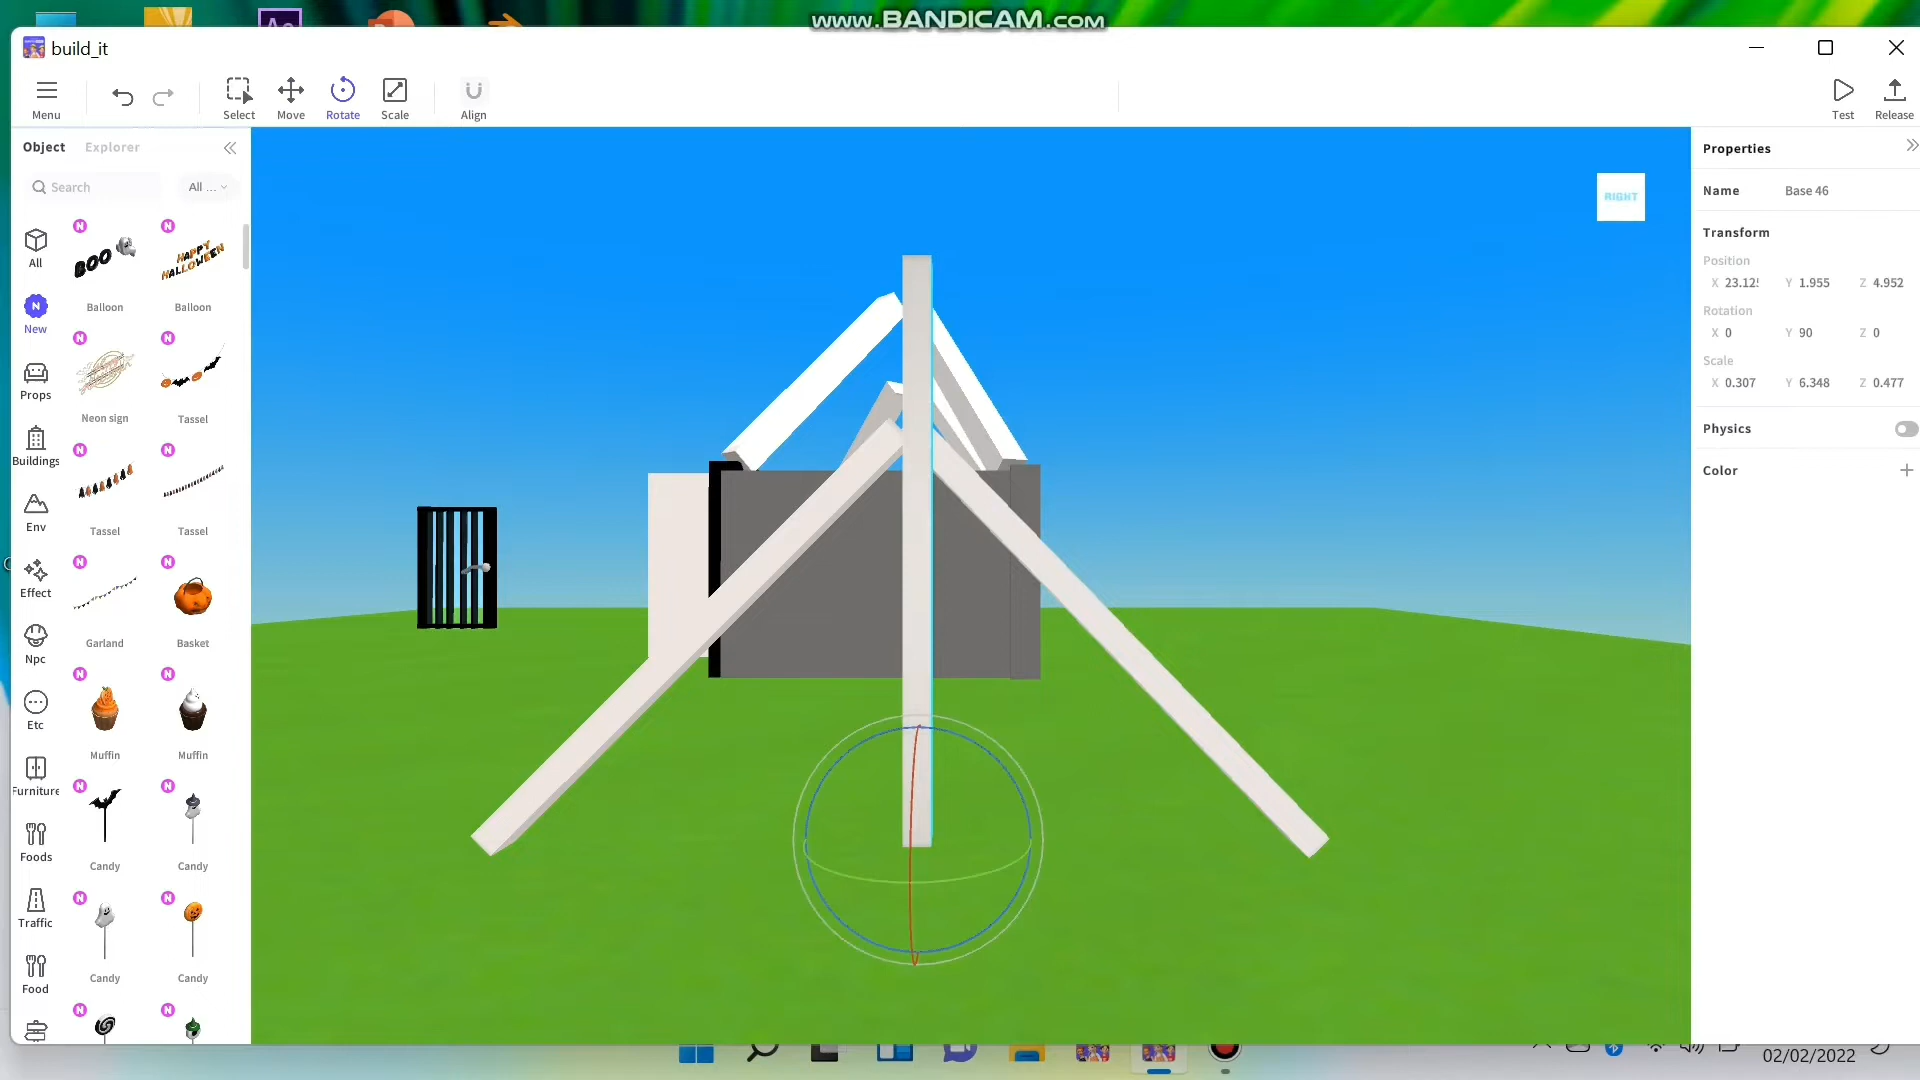 www.BANDICAM.com
build_it
Menu
Select
Move
Rotate
Scale
Align
Test
Release
Object
Explorer
Search
All ...
All
New
Props
Buildings
Env
Effect
Npc
Etc
Furniture
Foods
Traffic
Food
BOO
Balloon
HAPPY
HALLOWEEN
Balloon
Neon sign
Tassel
Tassel
Tassel
Garland
Basket
Muffin
Muffin
Candy
Candy
Candy
Candy
RIGHT
Properties
Name Base 46
Transform
Position
X 23.12 Y 1.955 Z 4.952
Rotation
X 0 Y 90 Z 0
Scale
X 0.307 Y 6.348 Z 0.477
Physics
Color
02/02/2022